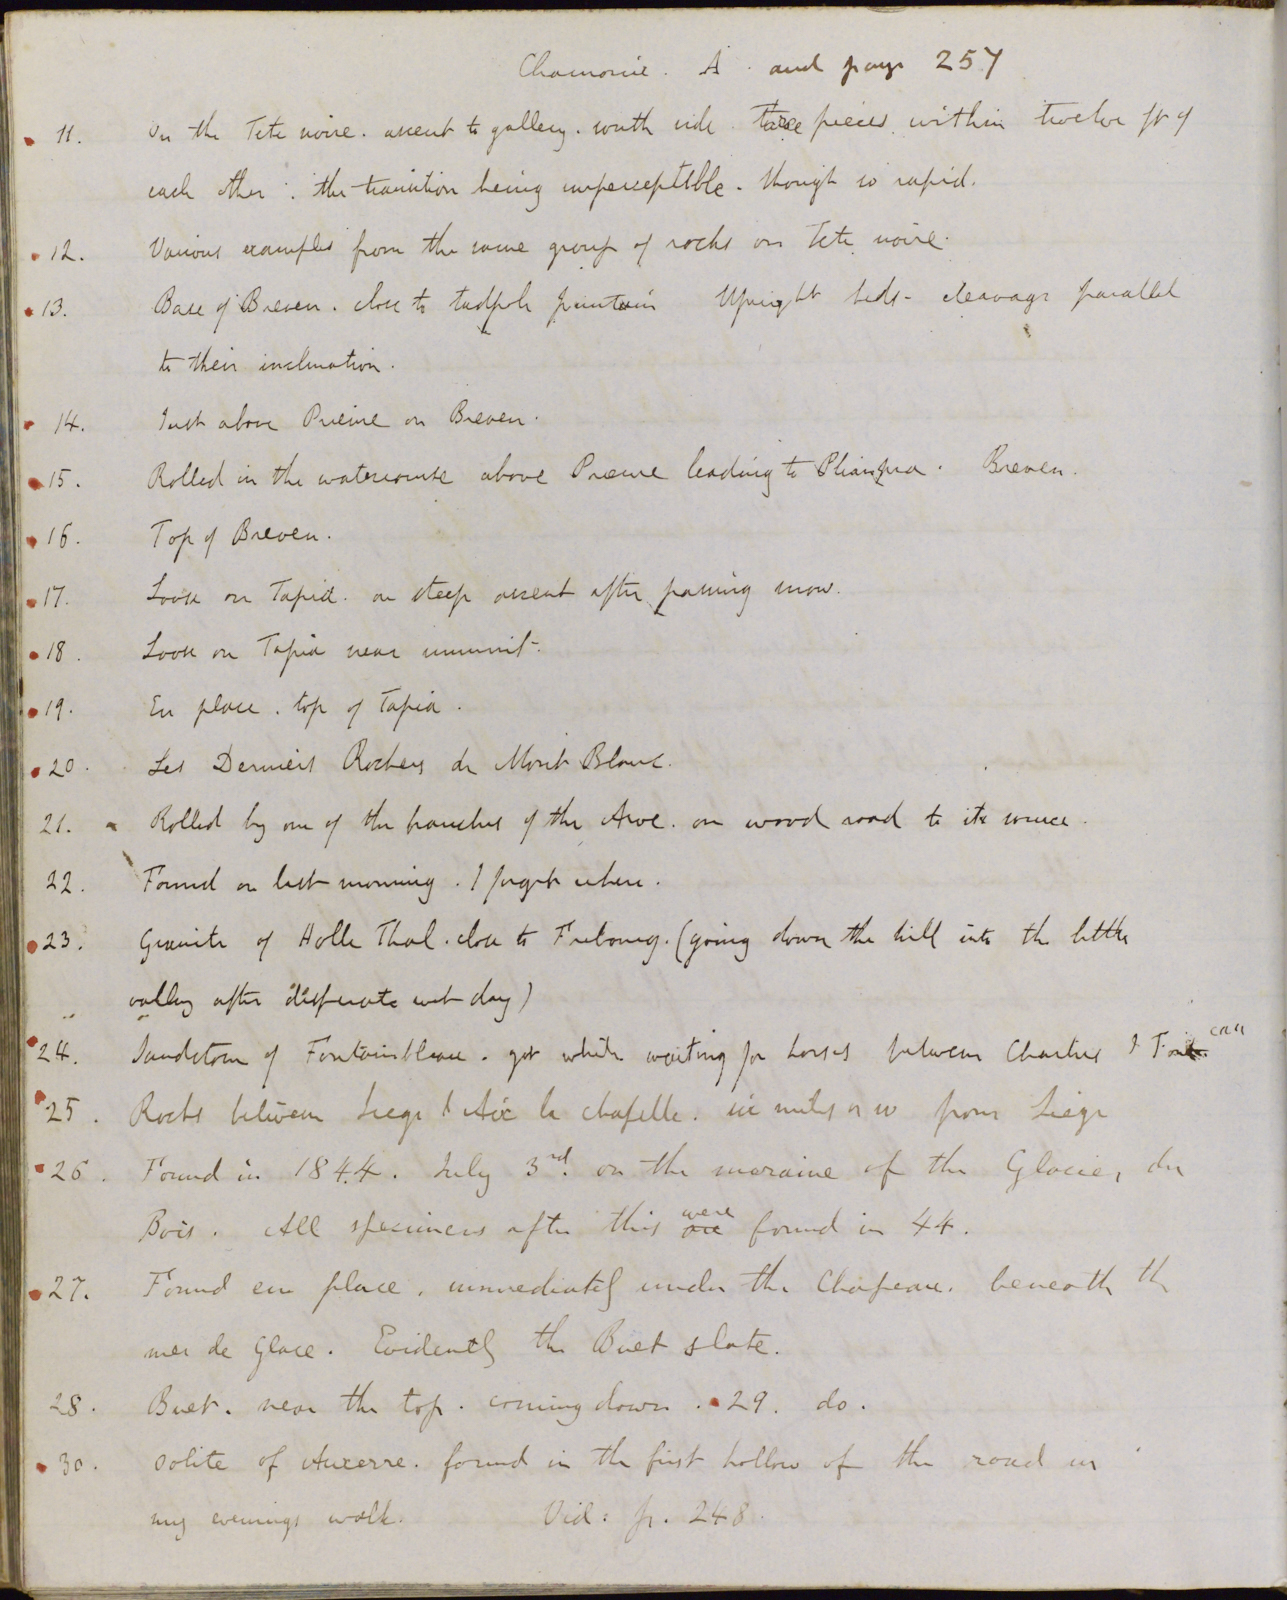 Chamonie. A. and page 257
11. On the Tete noire. ascent to gallery. south side three pieces within twelve ft of
each other : the transition being imperceptible. though so rapid.
12. Various examples from the same group of rocks on Tete noire.
13. Base of Breven. close to tadpole fountain Upright beds - cleavage parallel
to their inclination.
14. Just above Prieure on Breven.
15. Rolled in the watercourse above Prieure leading to Plianpra. Breven.
16. Top of Breven.
17. Loose on Tapia. on steep ascent after passing snow.
18. Loose on Tapia near summit.
19. En place. top of Tapia.
20. Les Derniers Rochers de Mont Blanc.
21. Rolled by one of the branches of the Arve. on wood road to its source.
22. Found on last morning. I forget where.
23. Granite of Holle Thal. close to Fribourg. (going down the hill into the little
valley after desperate wet day)
24. Sandstone of Fontainbleau. got while waiting for horses between Chartres &
25. Rocks between Liege & Aix la chapelle. six miles or so from Liege
26. Found in 1844. July 3rd. on the moraine of the Glacier du
Bois. All specimens after this were found in 44.
27. Found en place. immediately under the Chapeau. beneath the
mer de Glace. Evidently the Buet slate.
28. Buet. near the top. coming down. 29. do.
30. oolite of Auxerre. found in the first hollow of the road in
my evenings walk. Vid: p. 248.